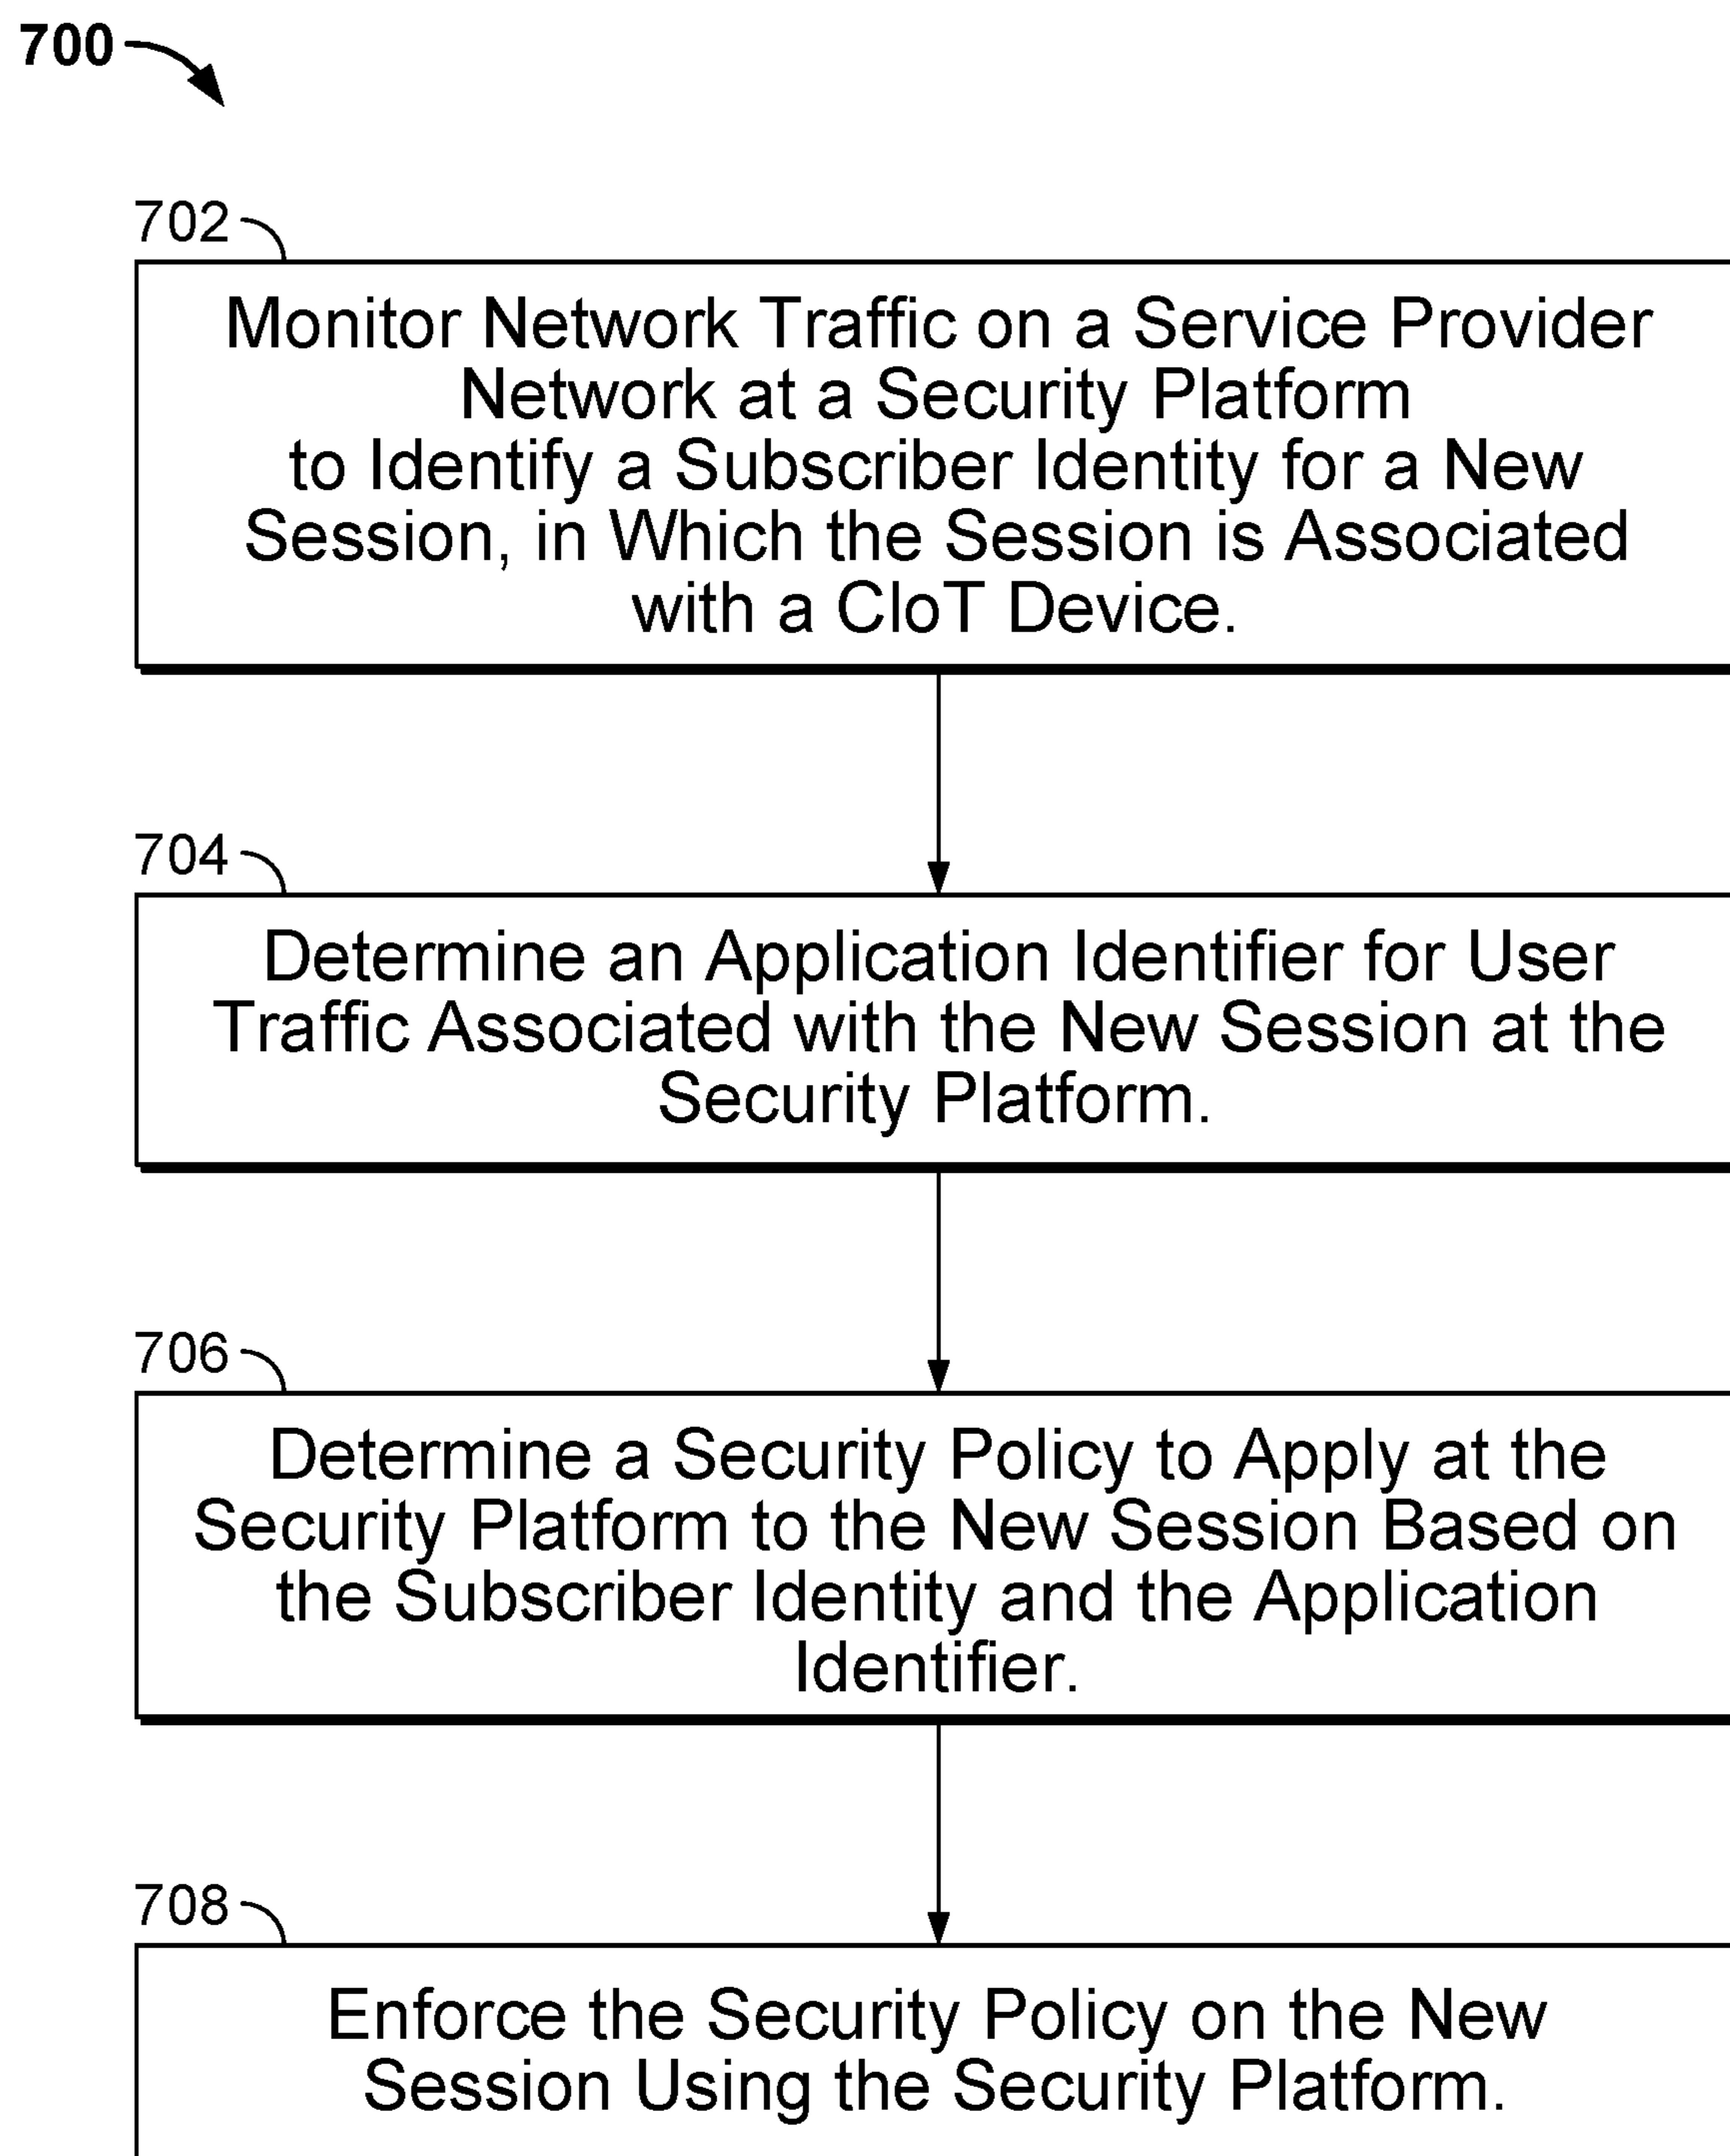 700
702
Monitor Network Traffic on a Service Provider
Network at a Security Platform
to Identify a Subscriber Identity for a New
Session, in Which the Session is Associated
with a CIoT Device.
704
Determine an Application Identifier for User
Traffic Associated with the New Session at the
Security Platform.
706
Determine a Security Policy to Apply at the
Security Platform to the New Session Based on
the Subscriber Identity and the Application
Identifier.
708
Enforce the Security Policy on the New
Session Using the Security Platform.